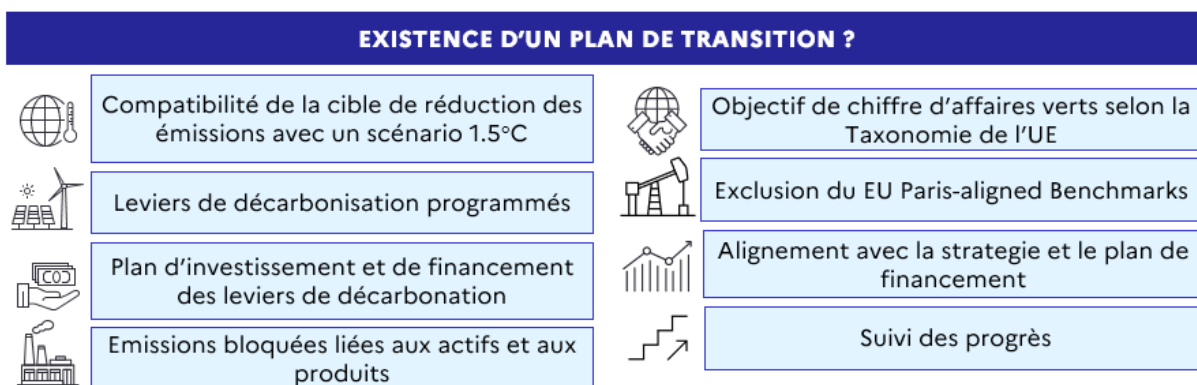 EXISTENCE D'UN PLAN DE TRANSITION ?
Compatibilité de la cible de réduction des
émissions avec un scénario 1.5°C
Leviers de décarbonisation programmés
Plan d'investissement et de financement
des leviers de décarbonation
Emissions bloquées liées aux actifs et aux
produits
Objectif de chiffre d'affaires verts selon la
Taxonomie de l'UE
Exclusion du EU Paris-aligned Benchmarks
Alignement avec la strategie et le plan de
financement
Suivi des progrès